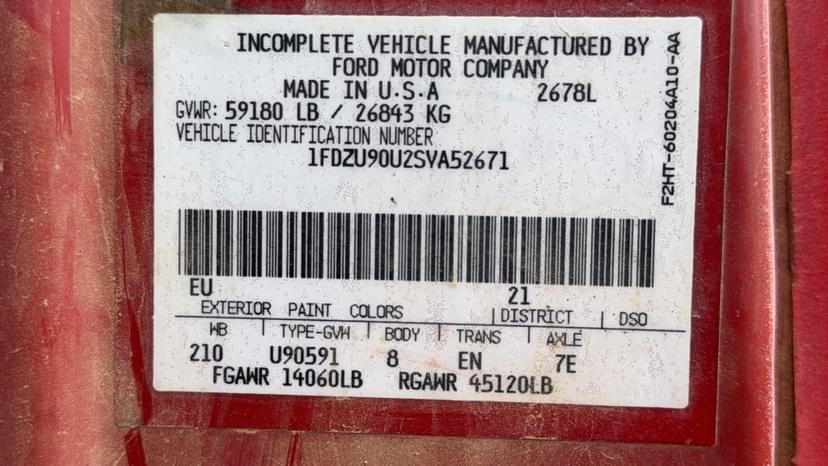 INCOMPLETE VEHICLE MANUFACTURED BY
FORD MOTOR COMPANY
MADE IN U.S.A 2678L
GVWR: 59180 LB / 26843 KG
VEHICLE IDENTIFICATION NUMBER
1FDZU90U2SVA52671
F2HT-60204A10-AA
EU 21
EXTERIOR PAINT COLORS | DISTRICT | DSO
WB | TYPE-GVW | BODY | TRANS | AXLE
210 U90591 8 EN 7E
FGAWR 14060LB RGAWR 45120LB